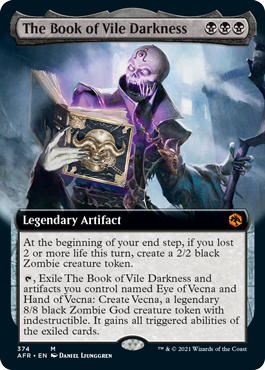 The Book of Vile Darkness
Legendary Artifact
At the beginning of your end step, if you lost
2 or more life this turn, create a 2/2 black
Zombie creature token.
, Exile The Book of Vile Darkness and
artifacts you control named Eye of Vecna and
Hand of Vecna: Create Vecna, a legendary
8/8 black Zombie God creature token with
indestructible. It gains all triggered abilities
of the exiled cards.
374 M
AFR • EN DANIEL LJUNGGREN
™ & © 2021 Wizards of the Coast